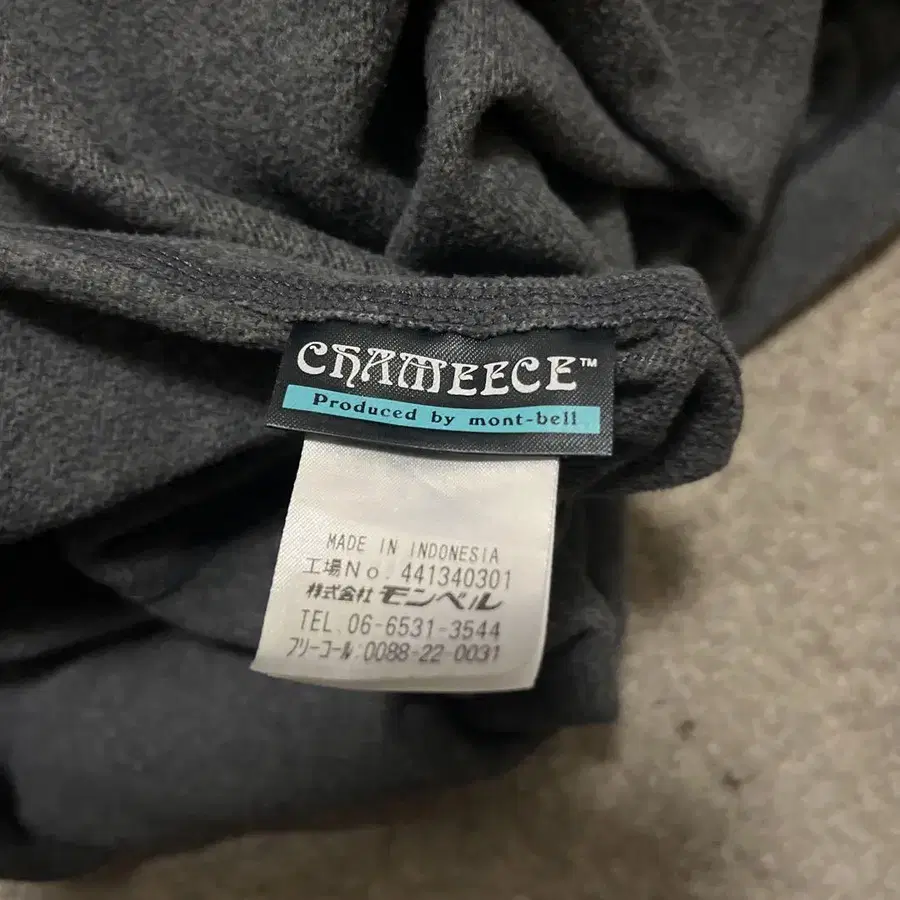 CHAMEECE™
Produced by mont-bell
MADE IN INDONESIA
工場No. 441340301
株式会社 モンベル
TEL.06-6531-3544
フリーコール:0088-22-0031